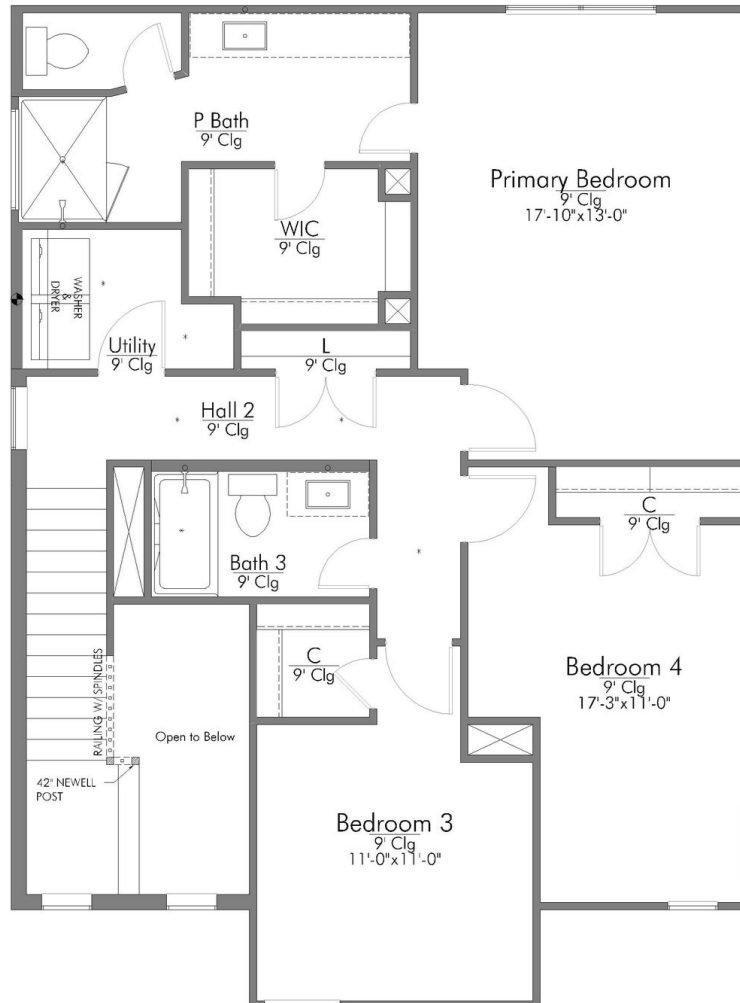 P Bath
9' Clg
Primary Bedroom
9' Clg
17'-10"x13'-0"
WIC
9' Clg
WASHER
&
DRYER
Utility
9' Clg
L
9' Clg
Hall 2
9' Clg
C
9' Clg
Bath 3
9' Clg
C
9' Clg
Bedroom 4
9' Clg
17'-3"x11'-0"
RAILING W/ SPINDLES
Open to Below
42" NEWELL
POST
Bedroom 3
9' Clg
11'-0"x11'-0"